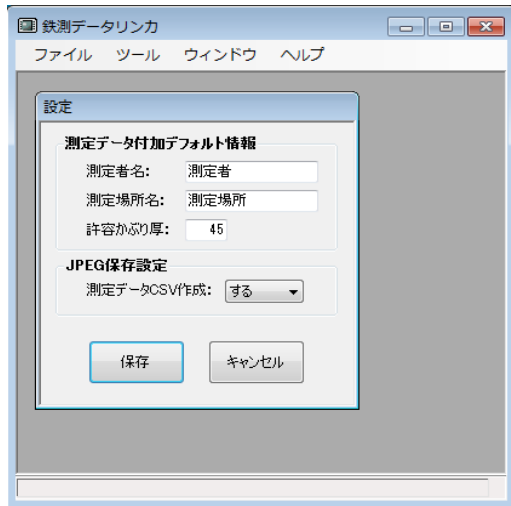 鉄測データリンカ
ファイル ツール ウィンドウ ヘルプ
設定
測定データ付加デフォルト情報
測定者名: 測定者
測定場所名: 測定場所
許容かぶり厚: 45
JPEG保存設定
測定データCSV作成: する
保存 キャンセル